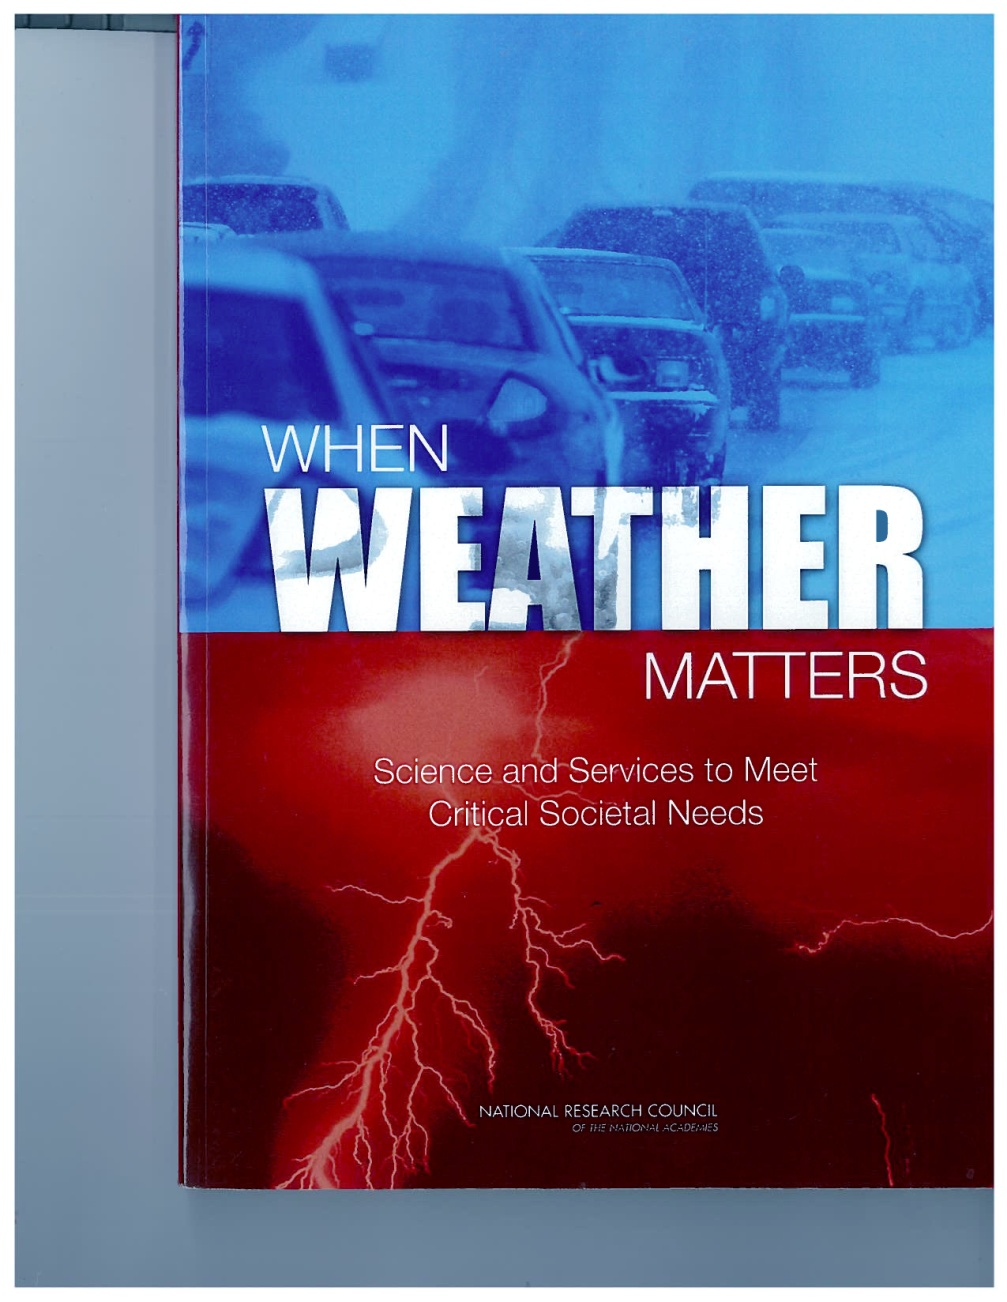 WHEN
WEATHER
MATTERS
Science and Services to Meet
Critical Societal Needs
NATIONAL RESEARCH COUNCIL
OF THE NATIONAL ACADEMIES